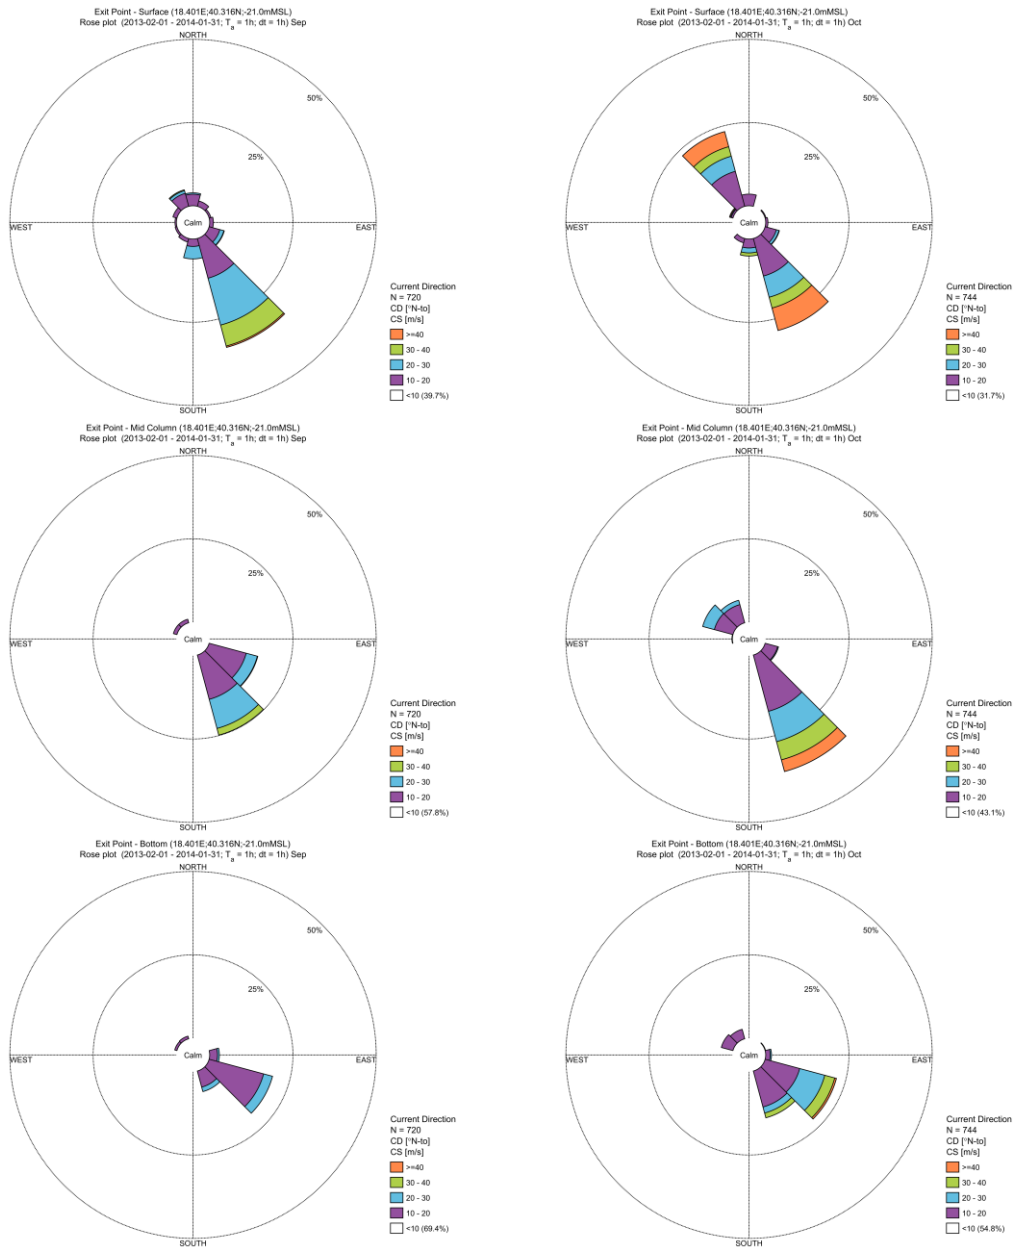 Exit Point - Surface (18.401E;40.316N;-21.0mMSL)
Rose plot (2013-02-01 - 2014-01-31; Ta = 1h; dt = 1h) Sep
NORTH
50%
25%
Calm
WEST
EAST
SOUTH
Current Direction
N = 720
CD [°N-to]
CS [m/s]
>=40
30 - 40
20 - 30
10 - 20
<10 (39.7%)
Exit Point - Surface (18.401E;40.316N;-21.0mMSL)
Rose plot (2013-02-01 - 2014-01-31; Ta = 1h; dt = 1h) Oct
NORTH
50%
25%
Calm
WEST
EAST
SOUTH
Current Direction
N = 744
CD [°N-to]
CS [m/s]
>=40
30 - 40
20 - 30
10 - 20
<10 (31.7%)
Exit Point - Mid Column (18.401E;40.316N;-21.0mMSL)
Rose plot (2013-02-01 - 2014-01-31; Ta = 1h; dt = 1h) Sep
NORTH
50%
25%
Calm
WEST
EAST
SOUTH
Current Direction
N = 720
CD [°N-to]
CS [m/s]
>=40
30 - 40
20 - 30
10 - 20
<10 (57.8%)
Exit Point - Mid Column (18.401E;40.316N;-21.0mMSL)
Rose plot (2013-02-01 - 2014-01-31; Ta = 1h; dt = 1h) Oct
NORTH
50%
25%
Calm
WEST
EAST
SOUTH
Current Direction
N = 744
CD [°N-to]
CS [m/s]
>=40
30 - 40
20 - 30
10 - 20
<10 (43.1%)
Exit Point - Bottom (18.401E;40.316N;-21.0mMSL)
Rose plot (2013-02-01 - 2014-01-31; Ta = 1h; dt = 1h) Sep
NORTH
50%
25%
Calm
WEST
EAST
SOUTH
Current Direction
N = 720
CD [°N-to]
CS [m/s]
>=40
30 - 40
20 - 30
10 - 20
<10 (69.4%)
Exit Point - Bottom (18.401E;40.316N;-21.0mMSL)
Rose plot (2013-02-01 - 2014-01-31; Ta = 1h; dt = 1h) Oct
NORTH
50%
25%
Calm
WEST
EAST
SOUTH
Current Direction
N = 744
CD [°N-to]
CS [m/s]
>=40
30 - 40
20 - 30
10 - 20
<10 (54.8%)